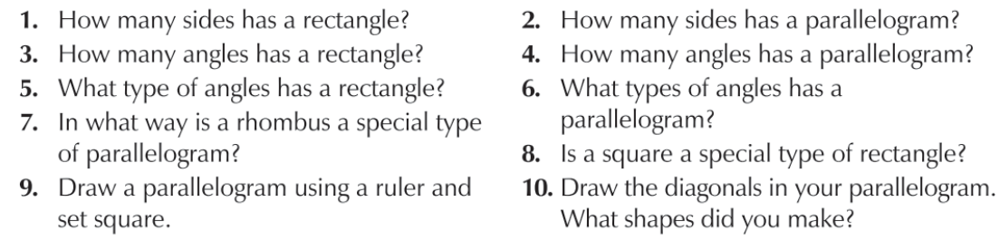 1. How many sides has a rectangle?
2. How many sides has a parallelogram?
3. How many angles has a rectangle?
4. How many angles has a parallelogram?
5. What type of angles has a rectangle?
6. What types of angles has a
parallelogram?
7. In what way is a rhombus a special type
of parallelogram?
8. Is a square a special type of rectangle?
9. Draw a parallelogram using a ruler and
set square.
10. Draw the diagonals in your parallelogram.
What shapes did you make?